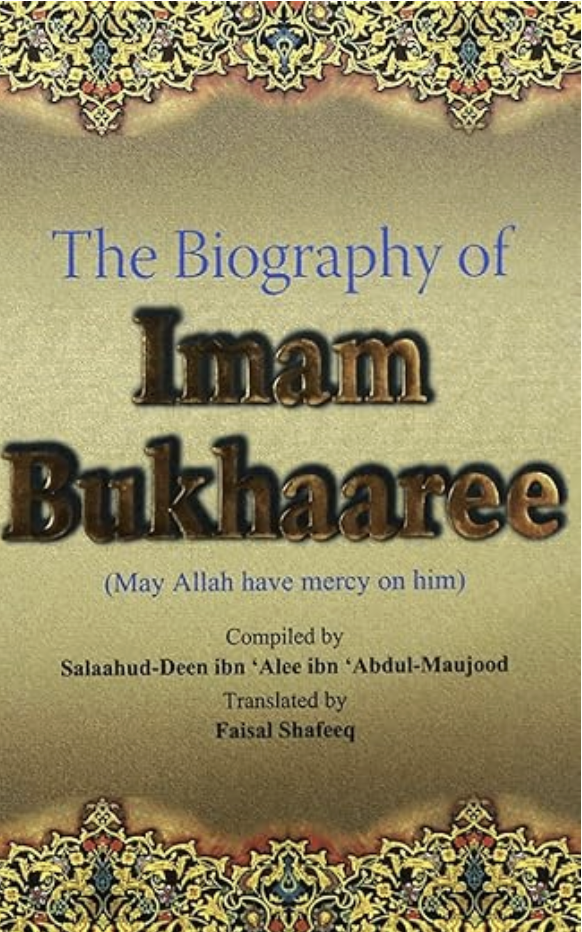 The Biography of
Imam
Bukhaaree
(May Allah have mercy on him)
Compiled by
Salaahud-Deen ibn ‘Alee ibn ‘Abdul-Maujood
Translated by
Faisal Shafeeq